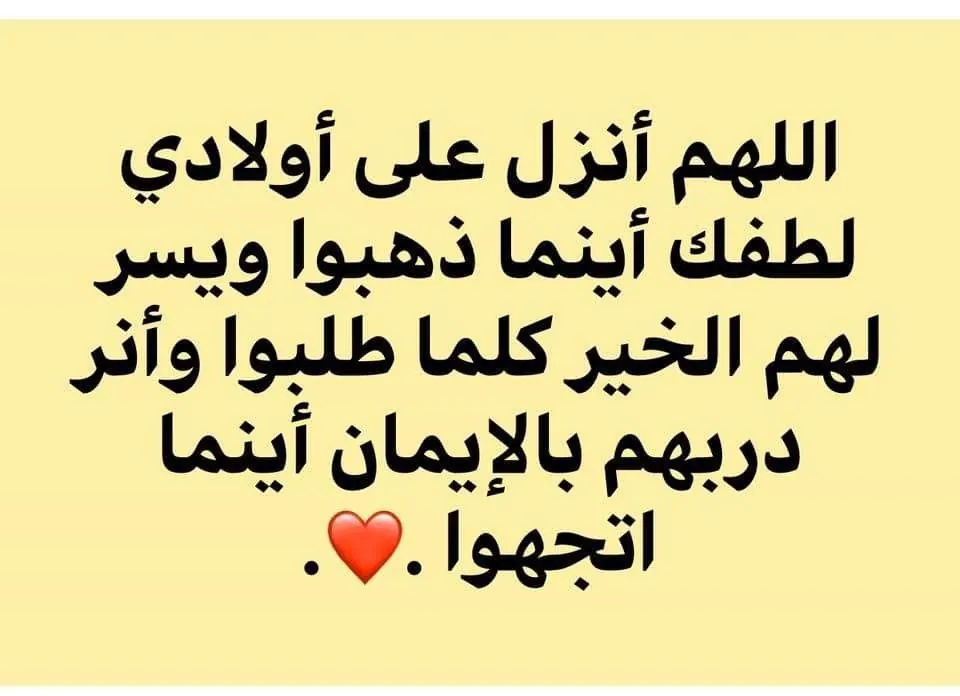 اللهم أنزل على أولادي
لطفك أينما ذهبوا ويسر
لهم الخير كلما طلبوا وأنر
دربهم بالإيمان أينما
اتجهوا .❤️.